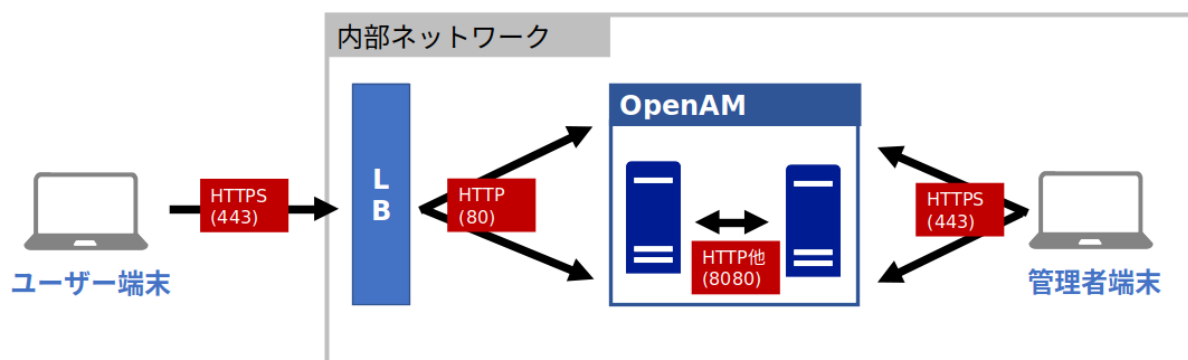 内部ネットワーク
OpenAM
L
B
HTTPS
(443)
HTTP
(80)
HTTP他
(8080)
HTTPS
(443)
ユーザー端末
管理者端末